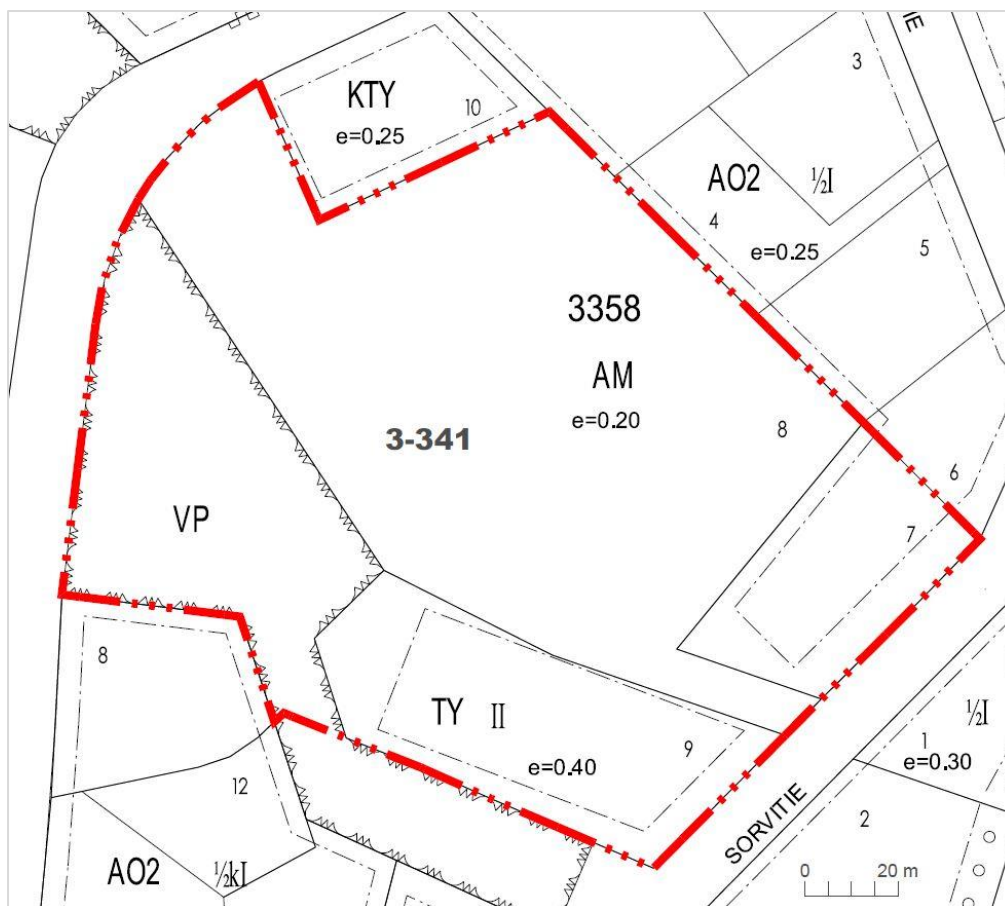 IE
3
KTY
10
e=0.25
AO2
½I
4
e=0.25
5
3358
AM
e=0.20
3-341
8
6
VP
7
8
TY II
½I
1
9
e=0.40
e=0.30
12
SORVITIE
2
AO2
½kI
0 20 m